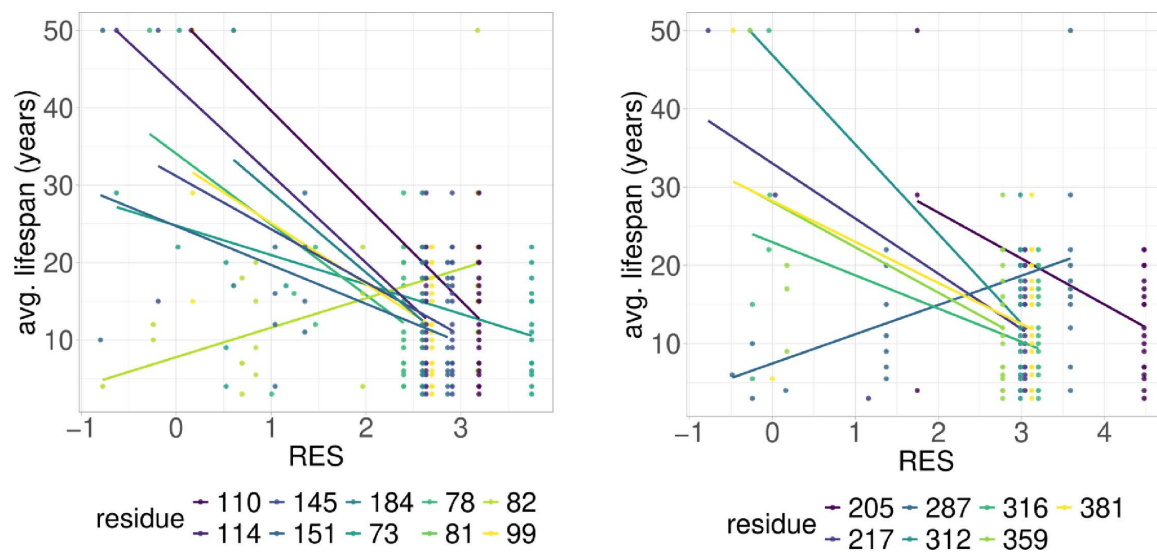 50
40
30
20
10
avg. lifespan (years)
−1 0 1 2 3
RES
residue
110 145 184 78 82
114 151 73 81 99
50
40
30
20
10
avg. lifespan (years)
−1 0 1 2 3 4
RES
residue
205 287 316 381
217 312 359